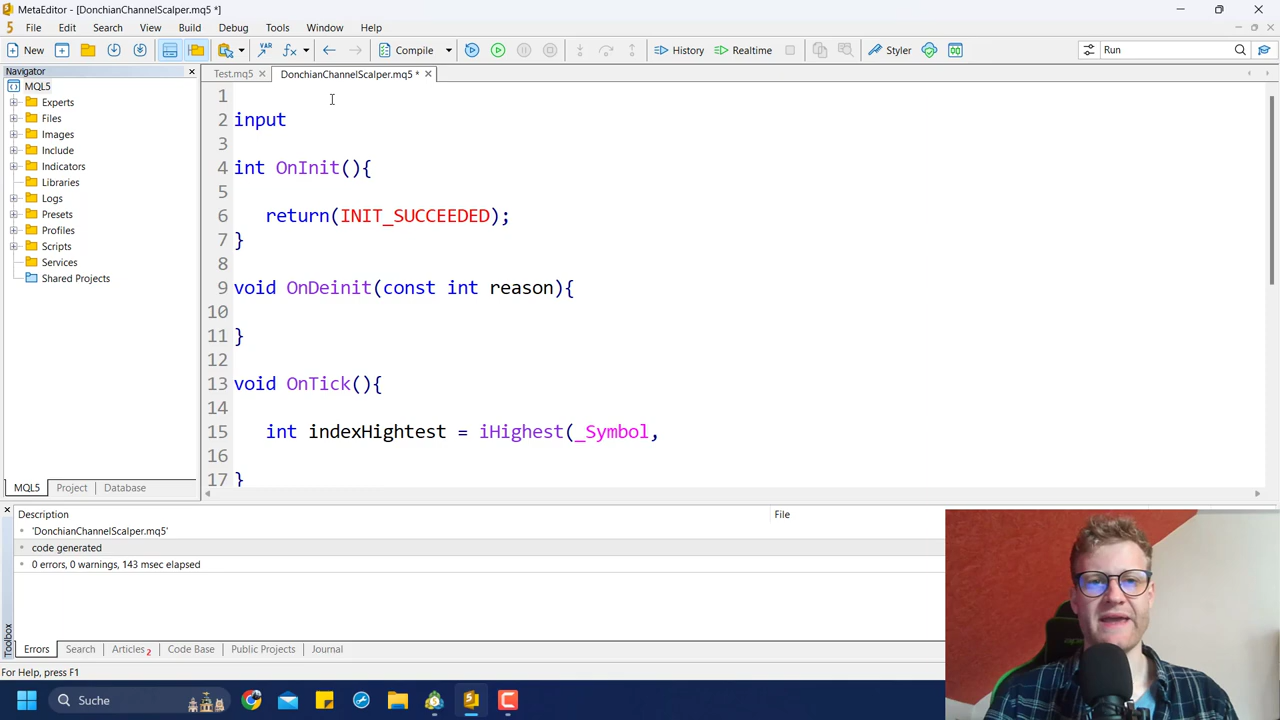 MetaEditor - [DonchianChannelScalper.mq5 *]
File Edit Search View Build Debug Tools Window Help
New Compile History Realtime Styler Run
Navigator
MQL5
Experts
Files
Images
Include
Indicators
Libraries
Logs
Presets
Profiles
Scripts
Services
Shared Projects
MQL5 Project Database
Test.mq5 DonchianChannelScalper.mq5 *
1
2 input
3
4 int OnInit(){
5
6 return(INIT_SUCCEEDED);
7 }
8
9 void OnDeinit(const int reason){
10
11 }
12
13 void OnTick(){
14
15 int indexHightest = iHighest(_Symbol,
16
17 }
Description File
'DonchianChannelScalper.mq5'
code generated
0 errors, 0 warnings, 143 msec elapsed
Toolbox
Errors Search Articles 2 Code Base Public Projects Journal
For Help, press F1
Suche